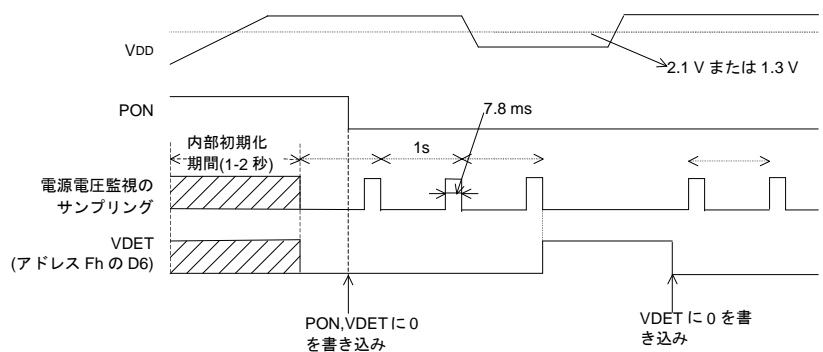 VDD
2.1 V または 1.3 V
PON
7.8 ms
内部初期化
期間(1-2 秒)
1s
電源電圧監視の
サンプリング
VDET
(アドレス Fh の D6)
PON,VDET に 0
を書き込み
VDET に 0 を書
き込み